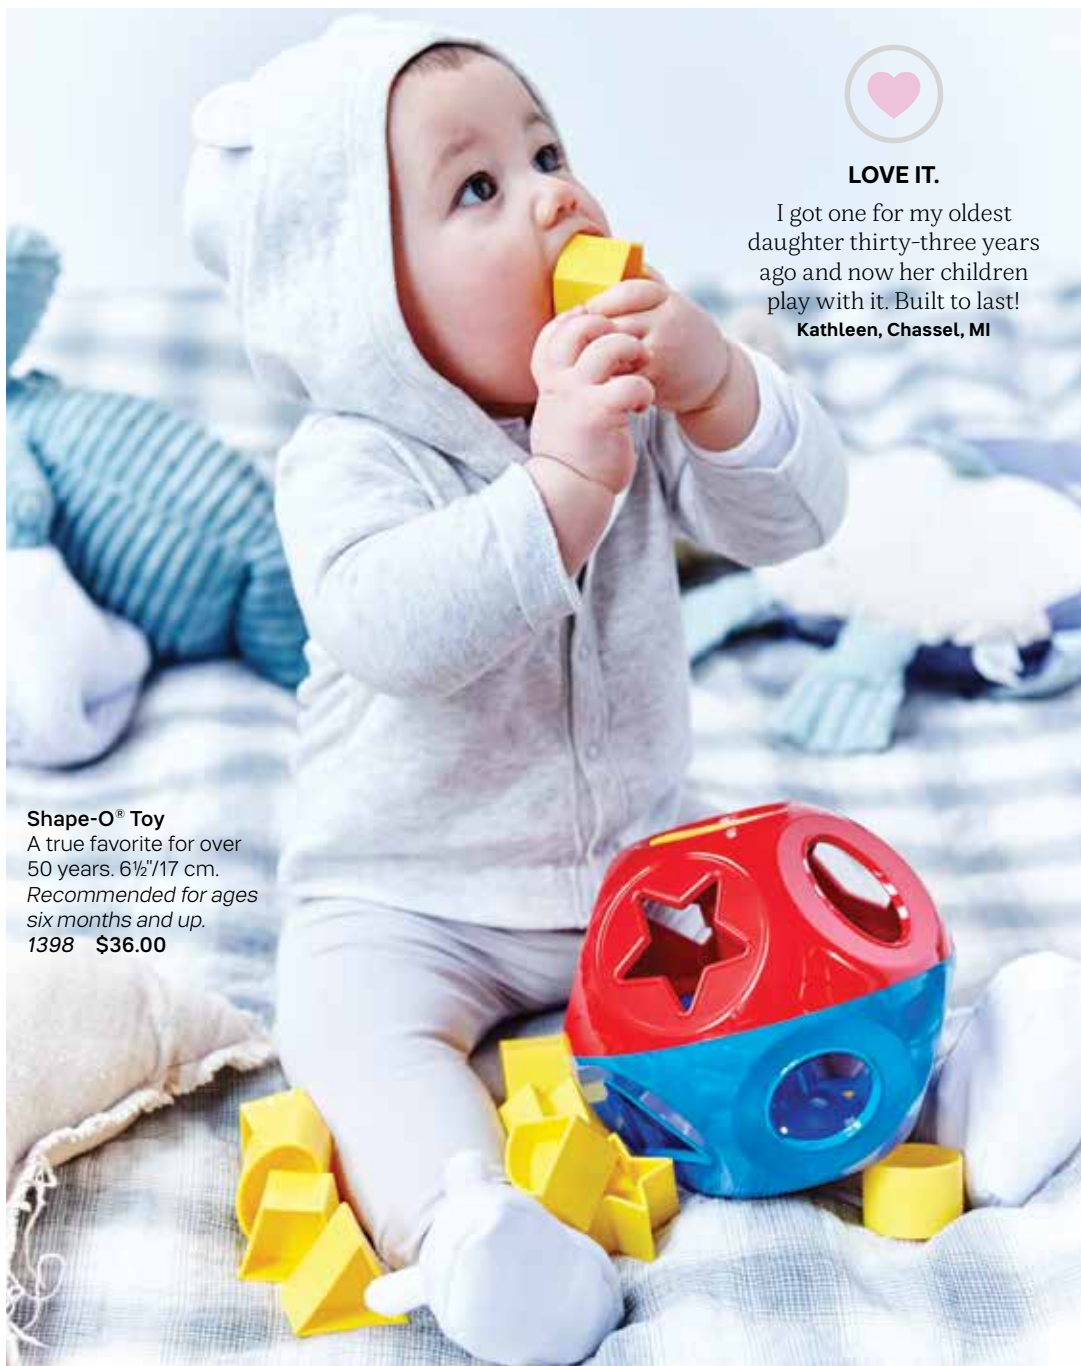 LOVE IT.
I got one for my oldest
daughter thirty-three years
ago and now her children
play with it. Built to last!
Kathleen, Chassel, MI
Shape-O® Toy
A true favorite for over
50 years. 6½"/17 cm.
Recommended for ages
six months and up.
1398 $36.00